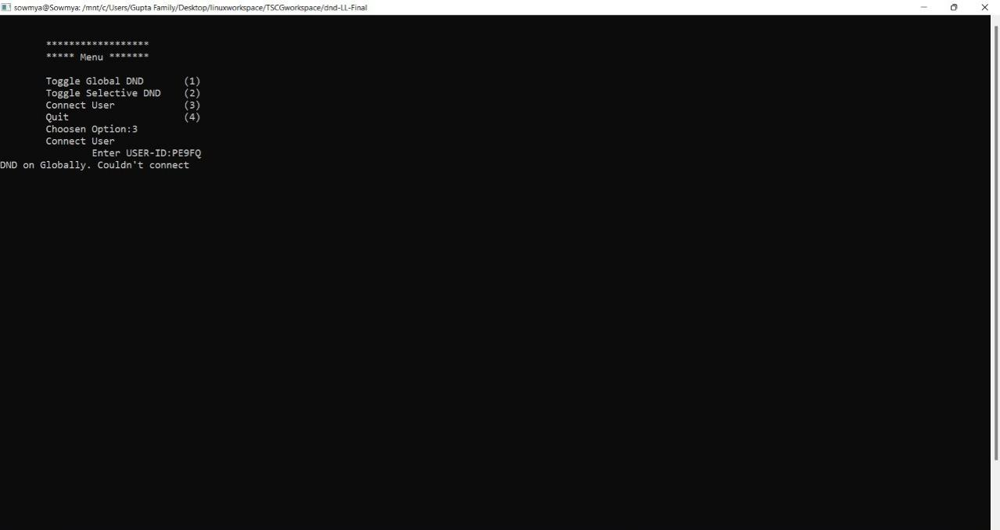 sowmya@Sowmya: /mnt/c/Users/Gupta Family/Desktop/linuxworkspace/TSCGworkspace/dnd-LL-Final
******************
***** Menu *******
Toggle Global DND (1)
Toggle Selective DND (2)
Connect User (3)
Quit (4)
Choosen Option:3
Connect User
Enter USER-ID:PE9FQ
DND on Globally. Couldn't connect